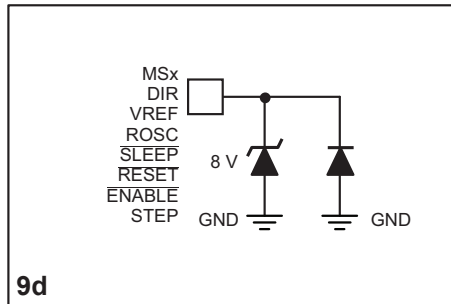 MSx
DIR
VREF
ROSC
SLEEP
RESET
ENABLE
STEP
8 V
GND
GND
9d